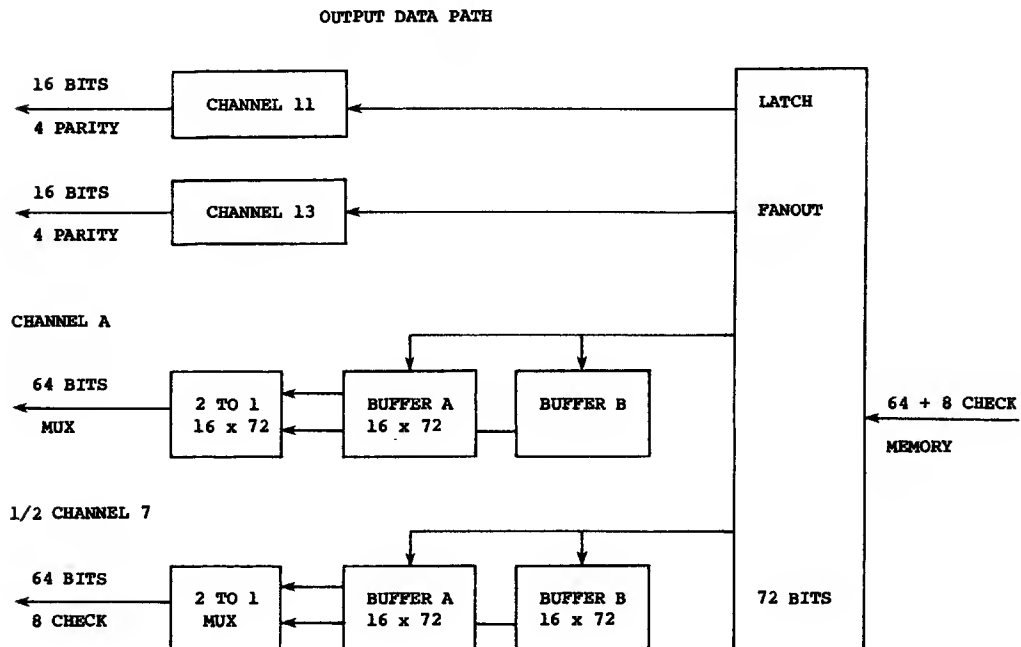 OUTPUT DATA PATH
16 BITS
4 PARITY
CHANNEL 11
LATCH
16 BITS
4 PARITY
CHANNEL 13
FANOUT
CHANNEL A
64 BITS
MUX
2 TO 1
16 x 72
BUFFER A
16 x 72
BUFFER B
64 + 8 CHECK
MEMORY
1/2 CHANNEL 7
64 BITS
8 CHECK
2 TO 1
MUX
BUFFER A
16 x 72
BUFFER B
16 x 72
72 BITS